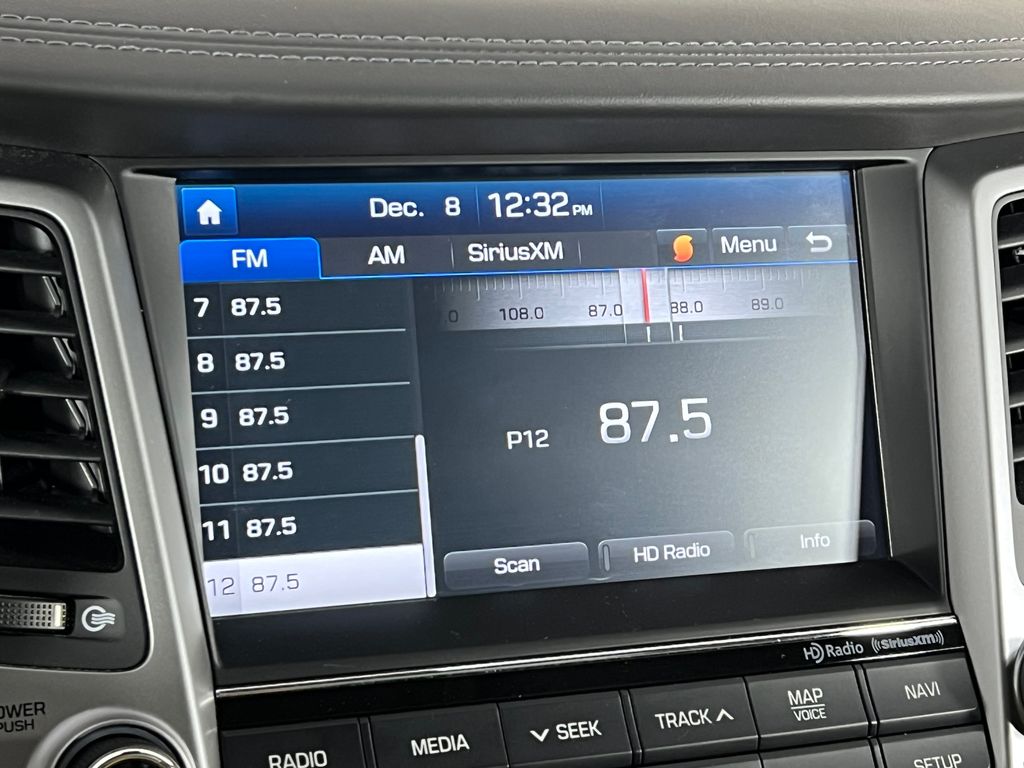 Dec. 8 12:32 PM
FM AM SiriusXM Menu
.0 108.0 87.0 88.0 89.0
7 87.5
8 87.5
9 87.5
10 87.5
11 87.5
12 87.5
P12 87.5
Scan HD Radio Info
HD Radio ((SiriusXM))
OWER
PUSH
RADIO MEDIA SEEK TRACK MAP
VOICE
NAVI
SETUP